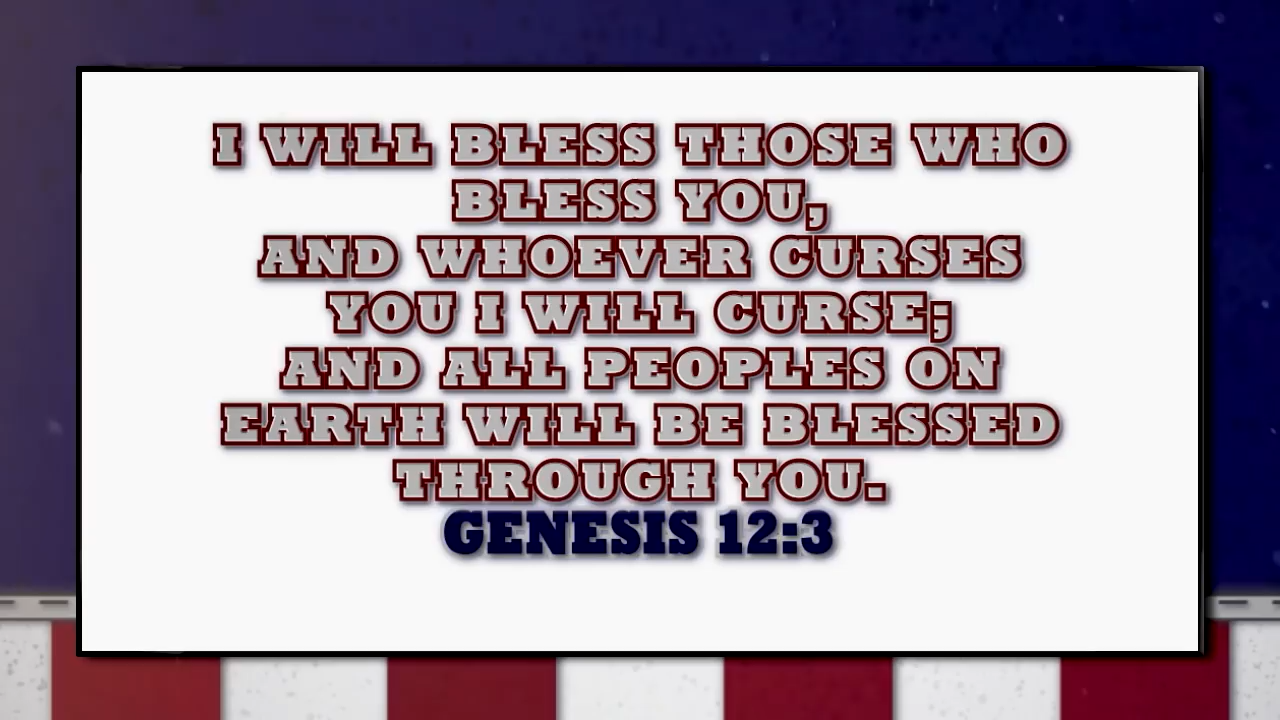 I WILL BLESS THOSE WHO
BLESS YOU,
AND WHOEVER CURSES
YOU I WILL CURSE;
AND ALL PEOPLES ON
EARTH WILL BE BLESSED
THROUGH YOU.
GENESIS 12:3